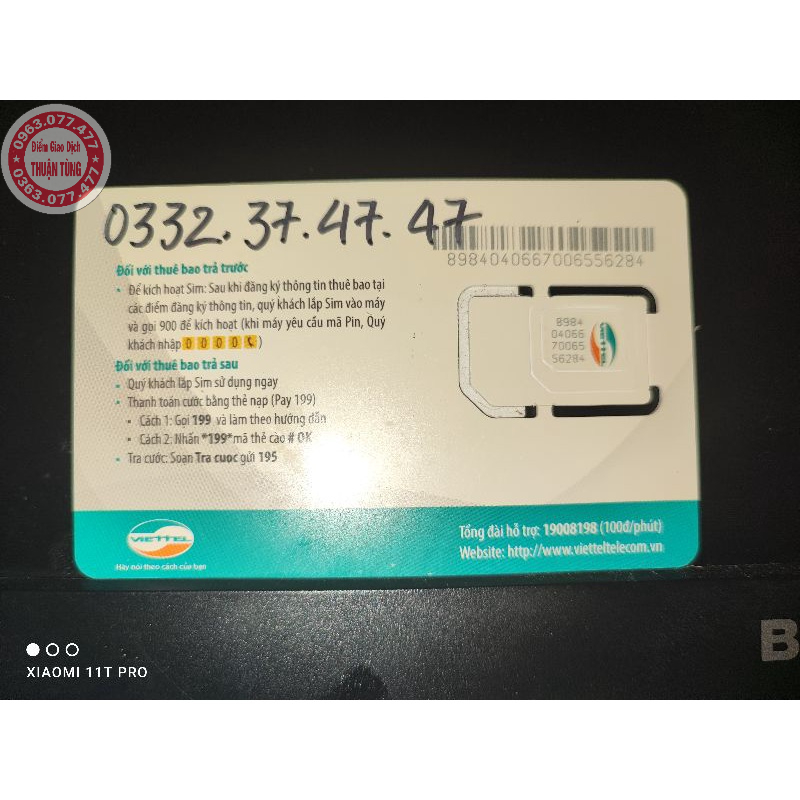 0963.077.477
Điểm Giao Dịch
THUẬN TÙNG
0363.077.477
0332.37.47.47
8984040667006556284
Đối với thuê bao trả trước
Để kích hoạt Sim: Sau khi đăng ký thông tin thuê bao tại
các điểm đăng ký thông tin, quý khách lắp Sim vào máy
và gọi 900 để kích hoạt (khi máy yêu cầu mã Pin, Quý
khách nhập 0 0 0 0)
Đối với thuê bao trả sau
Quý khách lắp Sim sử dụng ngay
Thanh toán cước bằng thẻ nạp (Pay 199)
Cách 1: Gọi 199 và làm theo hướng dẫn
Cách 2: Nhấn *199*mã thẻ cào # OK
Tra cước: Soạn Tra cuoc gửi 195
8984
04066
70065
56284
VIETTEL
Hãy nói theo cách của bạn
Tổng đài hỗ trợ: 19008198 (100đ/phút)
Website: http://www.vietteltelecom.vn
B
XIAOMI 11T PRO